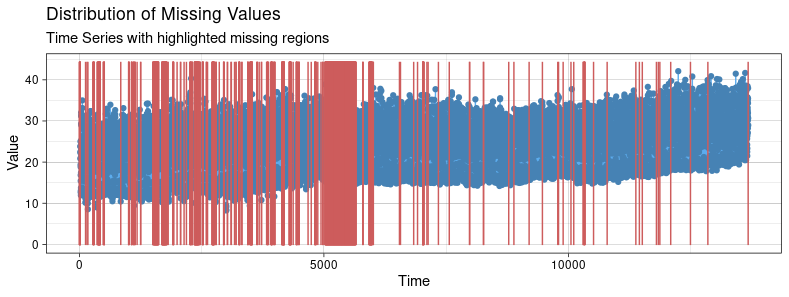 Distribution of Missing Values
Time Series with highlighted missing regions
Value
40
30
20
10
0
0 5000 10000
Time